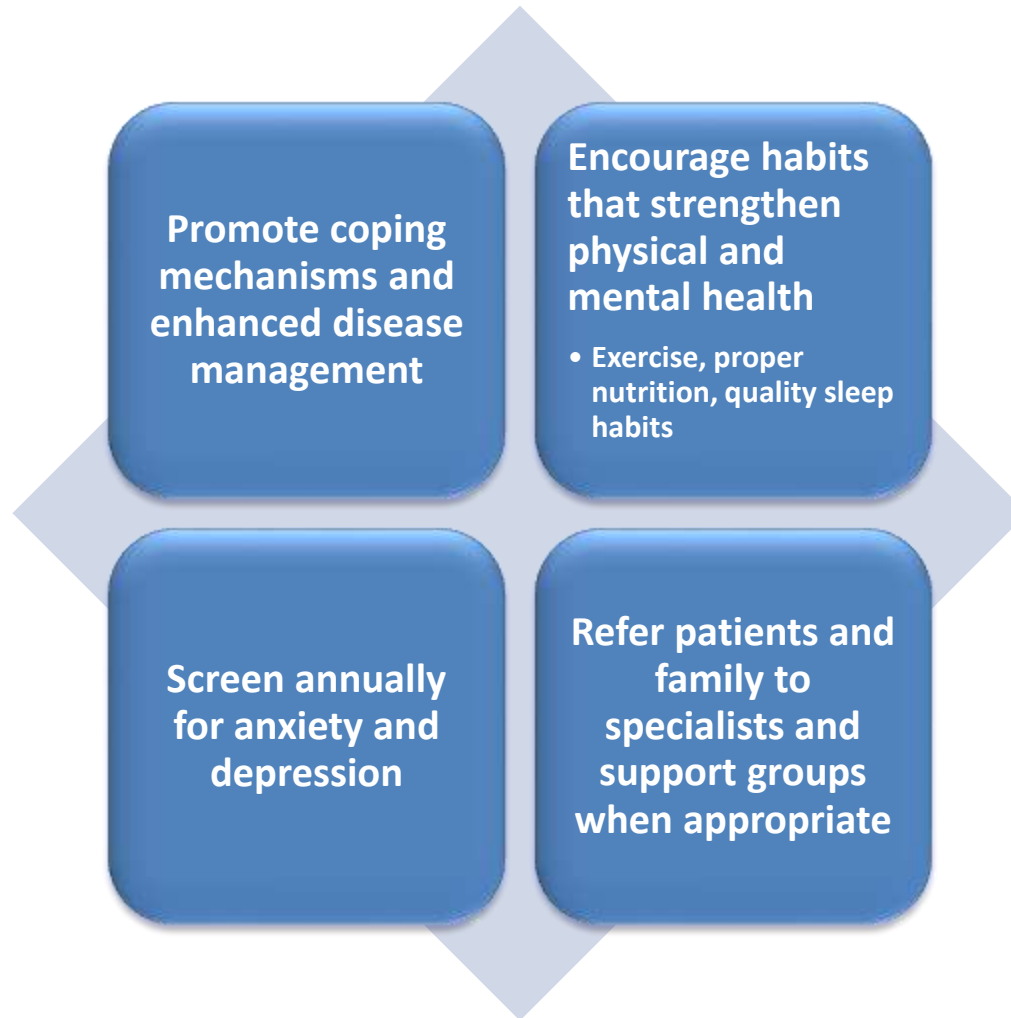 Promote coping
mechanisms and
enhanced disease
management
Encourage habits
that strengthen
physical and
mental health
• Exercise, proper
nutrition, quality sleep
habits
Screen annually
for anxiety and
depression
Refer patients and
family to
specialists and
support groups
when appropriate